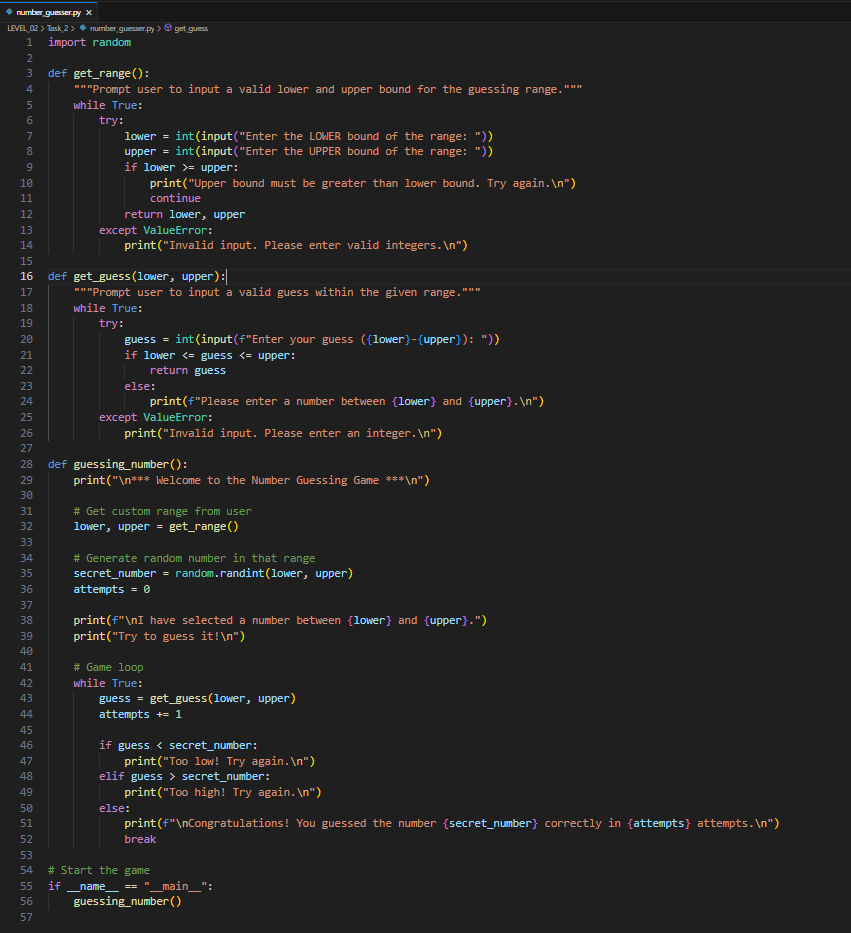 number_guesser.py ×
LEVEL_02 > Task_2 > number_guesser.py > get_guess
1 import random
2
3 def get_range():
4     """Prompt user to input a valid lower and upper bound for the guessing range."""
5     while True:
6         try:
7             lower = int(input("Enter the LOWER bound of the range: "))
8             upper = int(input("Enter the UPPER bound of the range: "))
9             if lower >= upper:
10                 print("Upper bound must be greater than lower bound. Try again.\n")
11                 continue
12             return lower, upper
13         except ValueError:
14             print("Invalid input. Please enter valid integers.\n")
15
16 def get_guess(lower, upper):
17     """Prompt user to input a valid guess within the given range."""
18     while True:
19         try:
20             guess = int(input(f"Enter your guess ({lower}-{upper}): "))
21             if lower <= guess <= upper:
22                 return guess
23             else:
24                 print(f"Please enter a number between {lower} and {upper}.\n")
25         except ValueError:
26             print("Invalid input. Please enter an integer.\n")
27
28 def guessing_number():
29     print("\n*** Welcome to the Number Guessing Game ***\n")
30
31     # Get custom range from user
32     lower, upper = get_range()
33
34     # Generate random number in that range
35     secret_number = random.randint(lower, upper)
36     attempts = 0
37
38     print(f"\nI have selected a number between {lower} and {upper}.")
39     print("Try to guess it!\n")
40
41     # Game loop
42     while True:
43         guess = get_guess(lower, upper)
44         attempts += 1
45
46         if guess < secret_number:
47             print("Too low! Try again.\n")
48         elif guess > secret_number:
49             print("Too high! Try again.\n")
50         else:
51             print(f"\nCongratulations! You guessed the number {secret_number} correctly in {attempts} attempts.\n")
52             break
53
54 # Start the game
55 if __name__ == "__main__":
56     guessing_number()
57